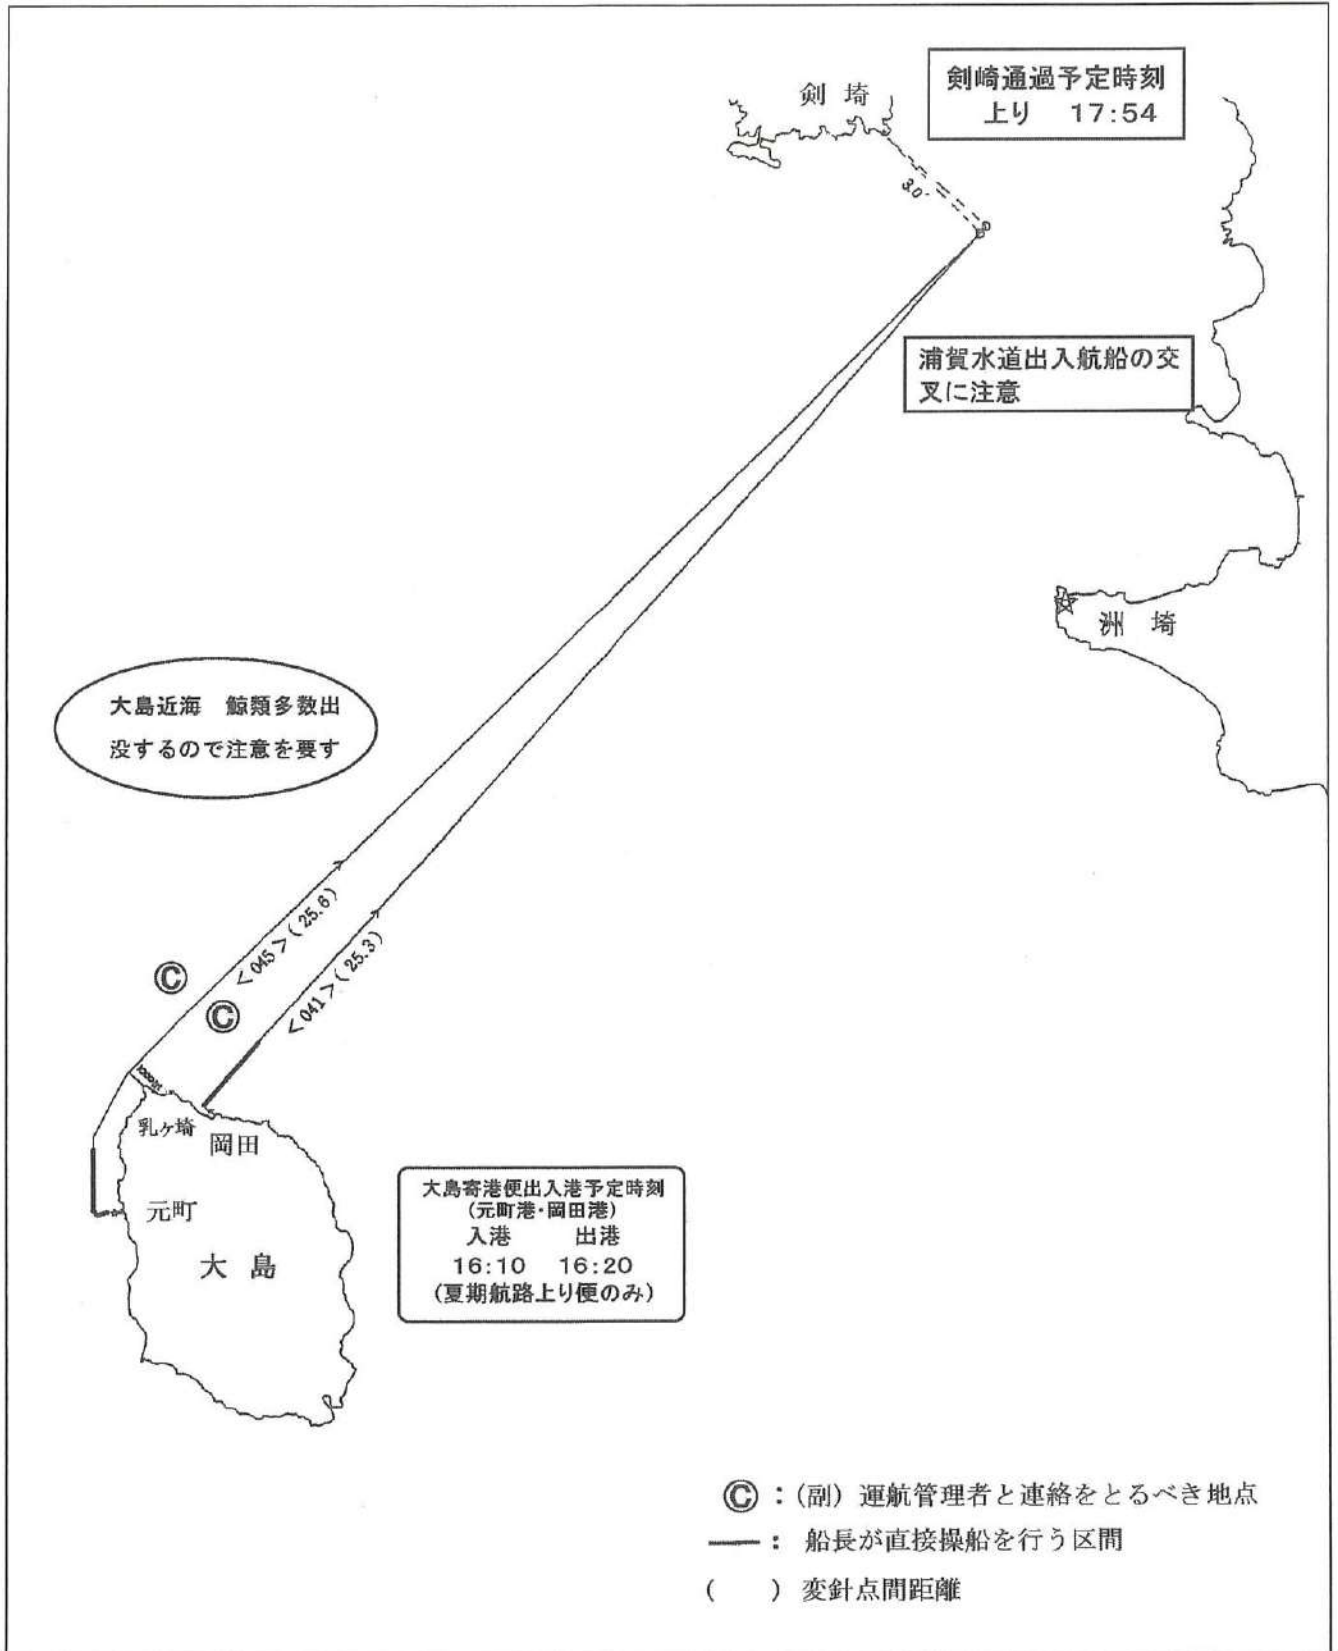 剣崎通過予定時刻
上り 17:54
剣 埼
3.0
浦賀水道出入航船の交
叉に注意
洲 埼
大島近海 鯨類多数出
没するので注意を要す
<045>(25.6)
<041>(25.3)
Ⓒ
Ⓒ
1000m
乳ヶ埼
岡田
元町
大 島
大島寄港便出入港予定時刻
(元町港・岡田港)
入港 出港
16:10 16:20
(夏期航路上り便のみ)
Ⓒ:(副) 運航管理者と連絡をとるべき地点
━━: 船長が直接操船を行う区間
( ) 変針点間距離